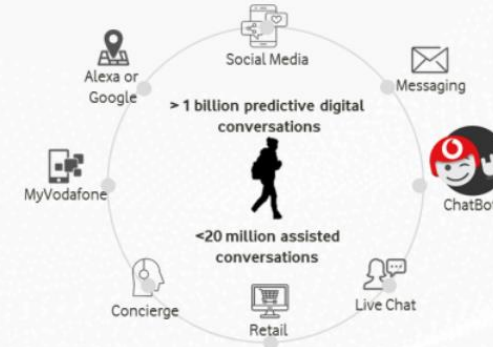 Social Media
Alexa or
Google
Messaging
> 1 billion predictive digital
conversations
MyVodafone
ChatBot
<20 million assisted
conversations
Concierge
Live Chat
Retail